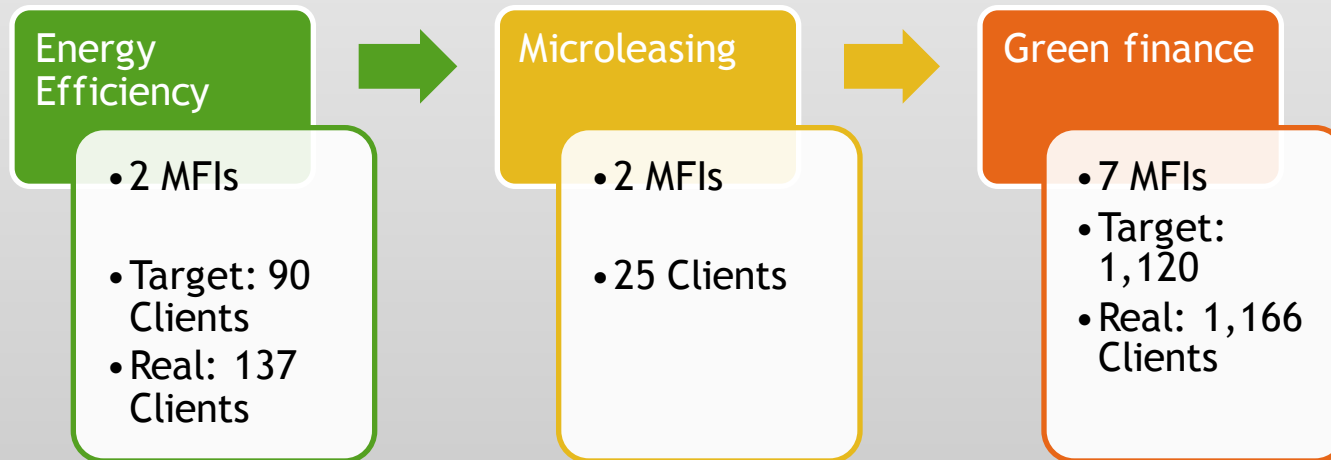 Energy
Efficiency
•2 MFIs
•Target: 90
Clients
•Real: 137
Clients
Microleasing
•2 MFIs
•25 Clients
Green finance
•7 MFIs
•Target:
1,120
•Real: 1,166
Clients